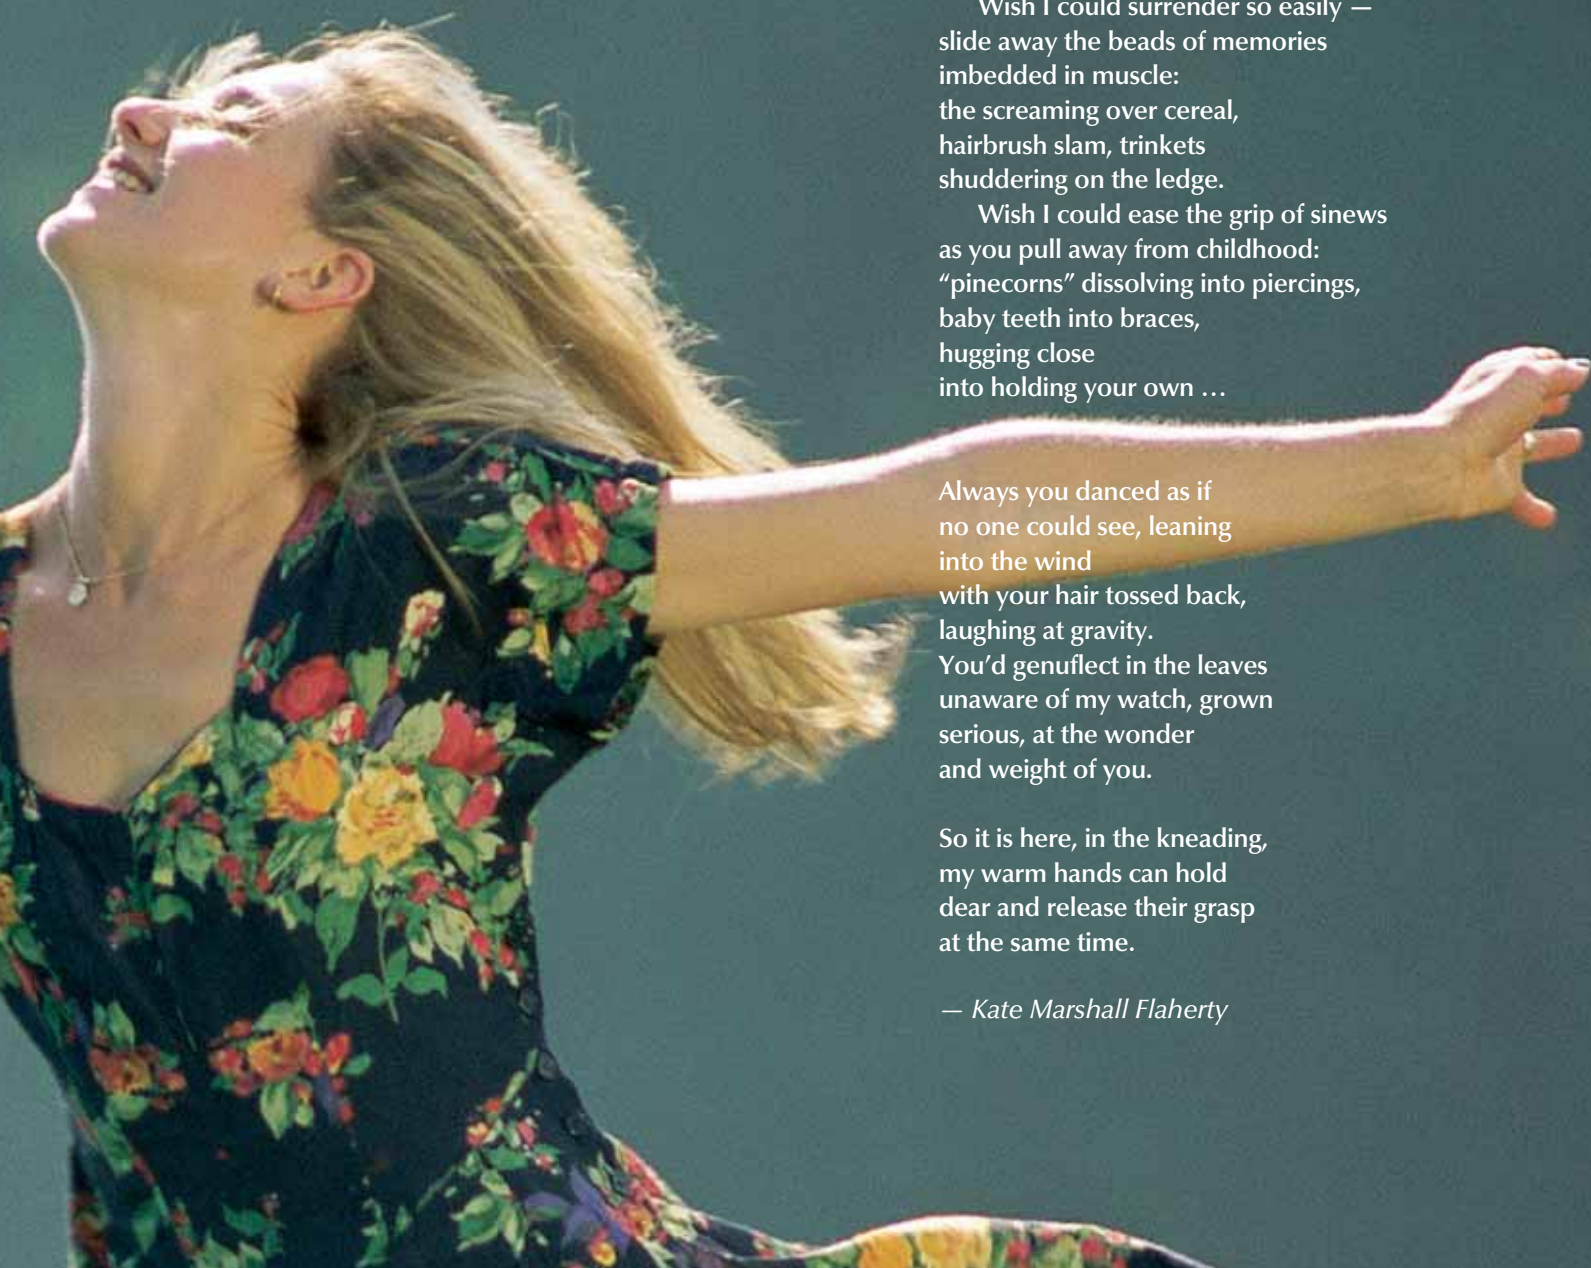 Wish I could surrender so easily —
slide away the beads of memories
imbedded in muscle:
the screaming over cereal,
hairbrush slam, trinkets
shuddering on the ledge.
Wish I could ease the grip of sinews
as you pull away from childhood:
“pinecorns” dissolving into piercings,
baby teeth into braces,
hugging close
into holding your own …
Always you danced as if
no one could see, leaning
into the wind
with your hair tossed back,
laughing at gravity.
You’d genuflect in the leaves
unaware of my watch, grown
serious, at the wonder
and weight of you.
So it is here, in the kneading,
my warm hands can hold
dear and release their grasp
at the same time.
— Kate Marshall Flaherty